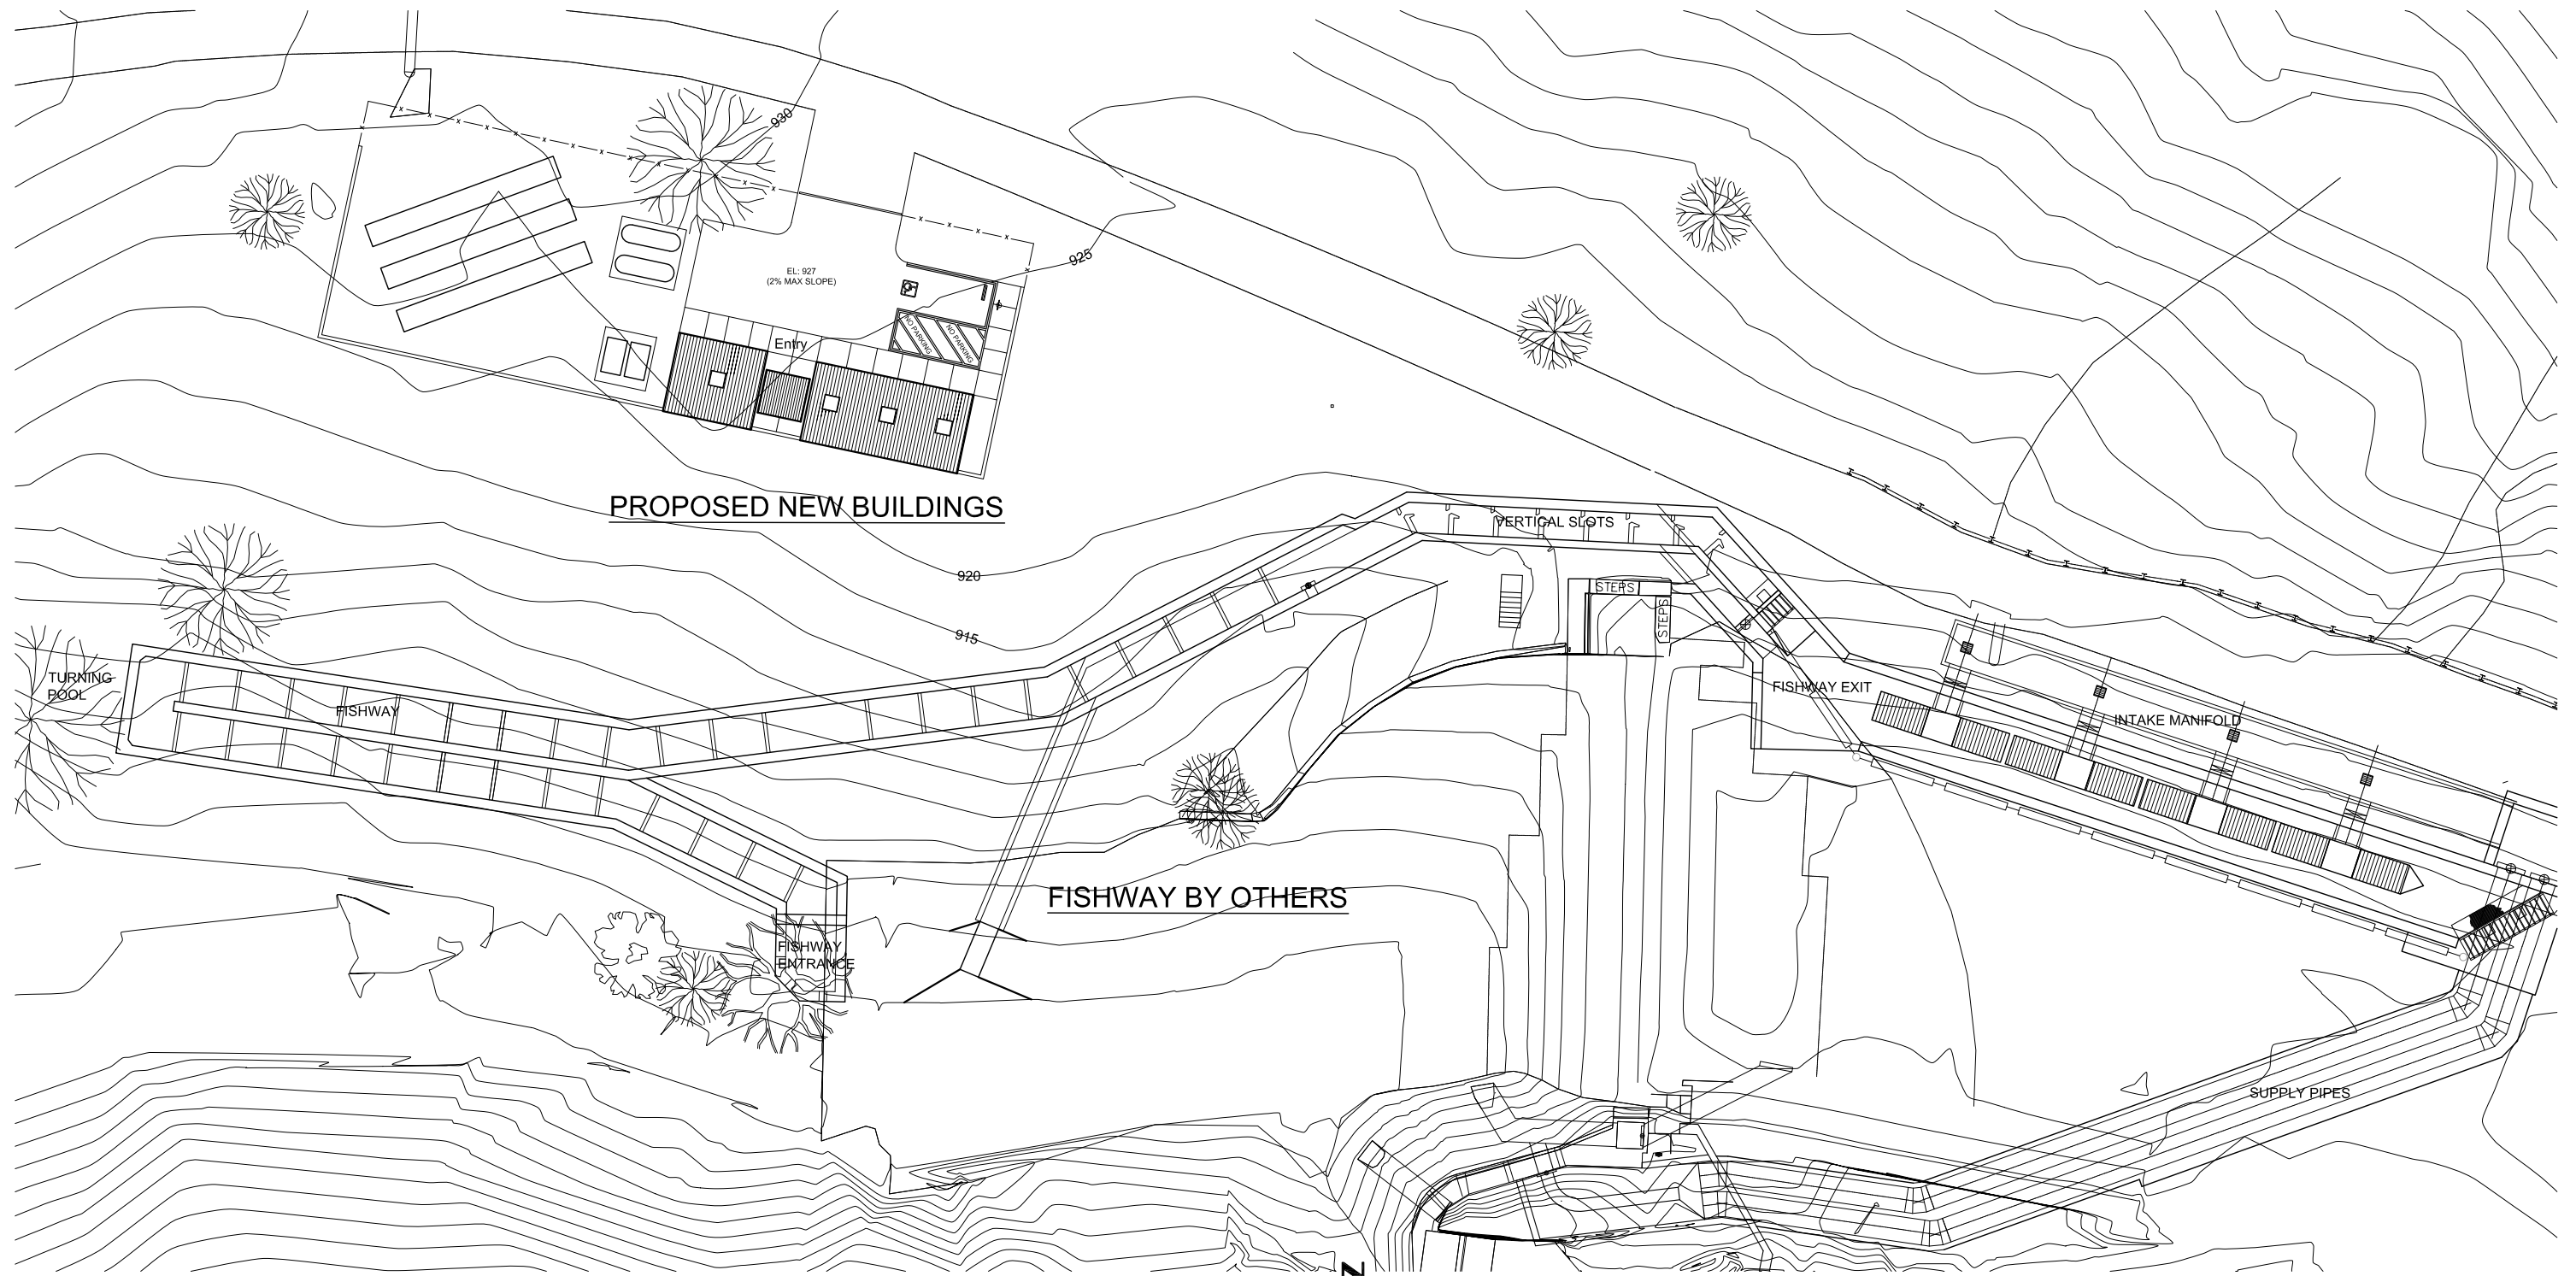 930
925
EL: 927
(2% MAX SLOPE)
NO PARKING
NO PARKING
Entry
PROPOSED NEW BUILDINGS
VERTICAL SLOTS
920
STEPS
STEPS
915
TURNING
POOL
FISHWAY
FISHWAY EXIT
INTAKE MANIFOLD
FISHWAY BY OTHERS
FISHWAY
ENTRANCE
SUPPLY PIPES
Z